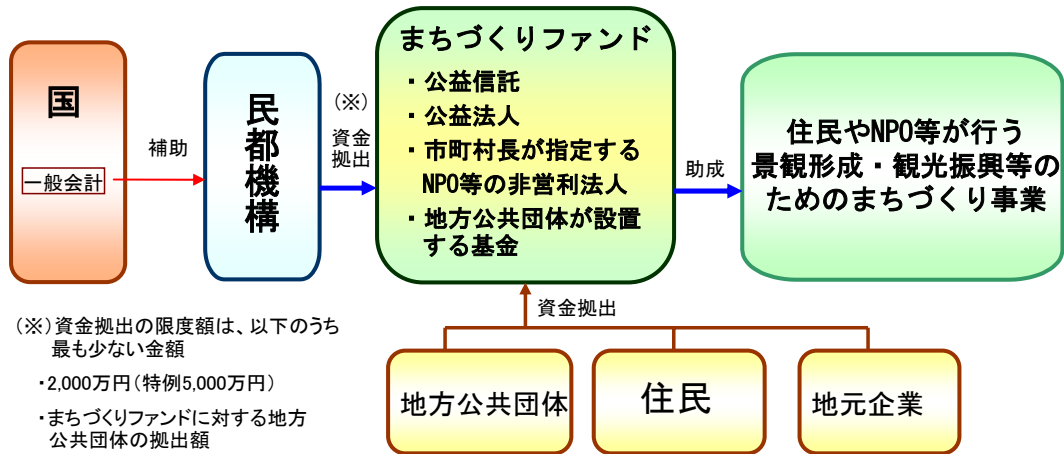 国
一般会計
補助
民都機構
（※）
資金
拠出
まちづくりファンド
・公益信託
・公益法人
・市町村長が指定する
NPO等の非営利法人
・地方公共団体が設置
する基金
助成
住民やNPO等が行う
景観形成・観光振興等の
ためのまちづくり事業
資金拠出
地方公共団体
住民
地元企業
（※）資金拠出の限度額は、以下のうち
最も少ない金額
・2,000万円（特例5,000万円）
・まちづくりファンドに対する地方
公共団体の拠出額